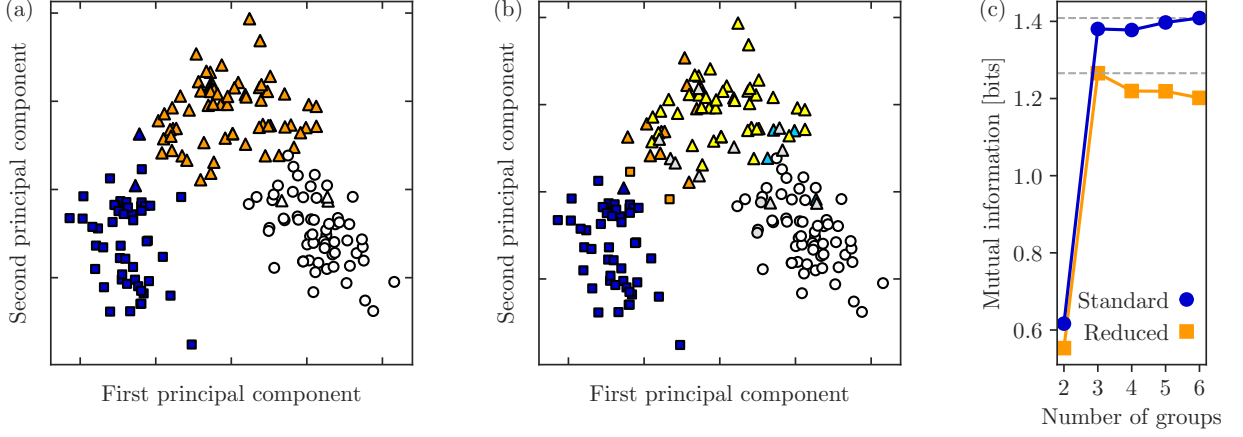 (a)
Second principal component
First principal component
(b)
Second principal component
First principal component
(c)
Mutual information [bits]
1.4
1.2
1.0
0.8
0.6
Standard
Reduced
2 3 4 5 6
Number of groups